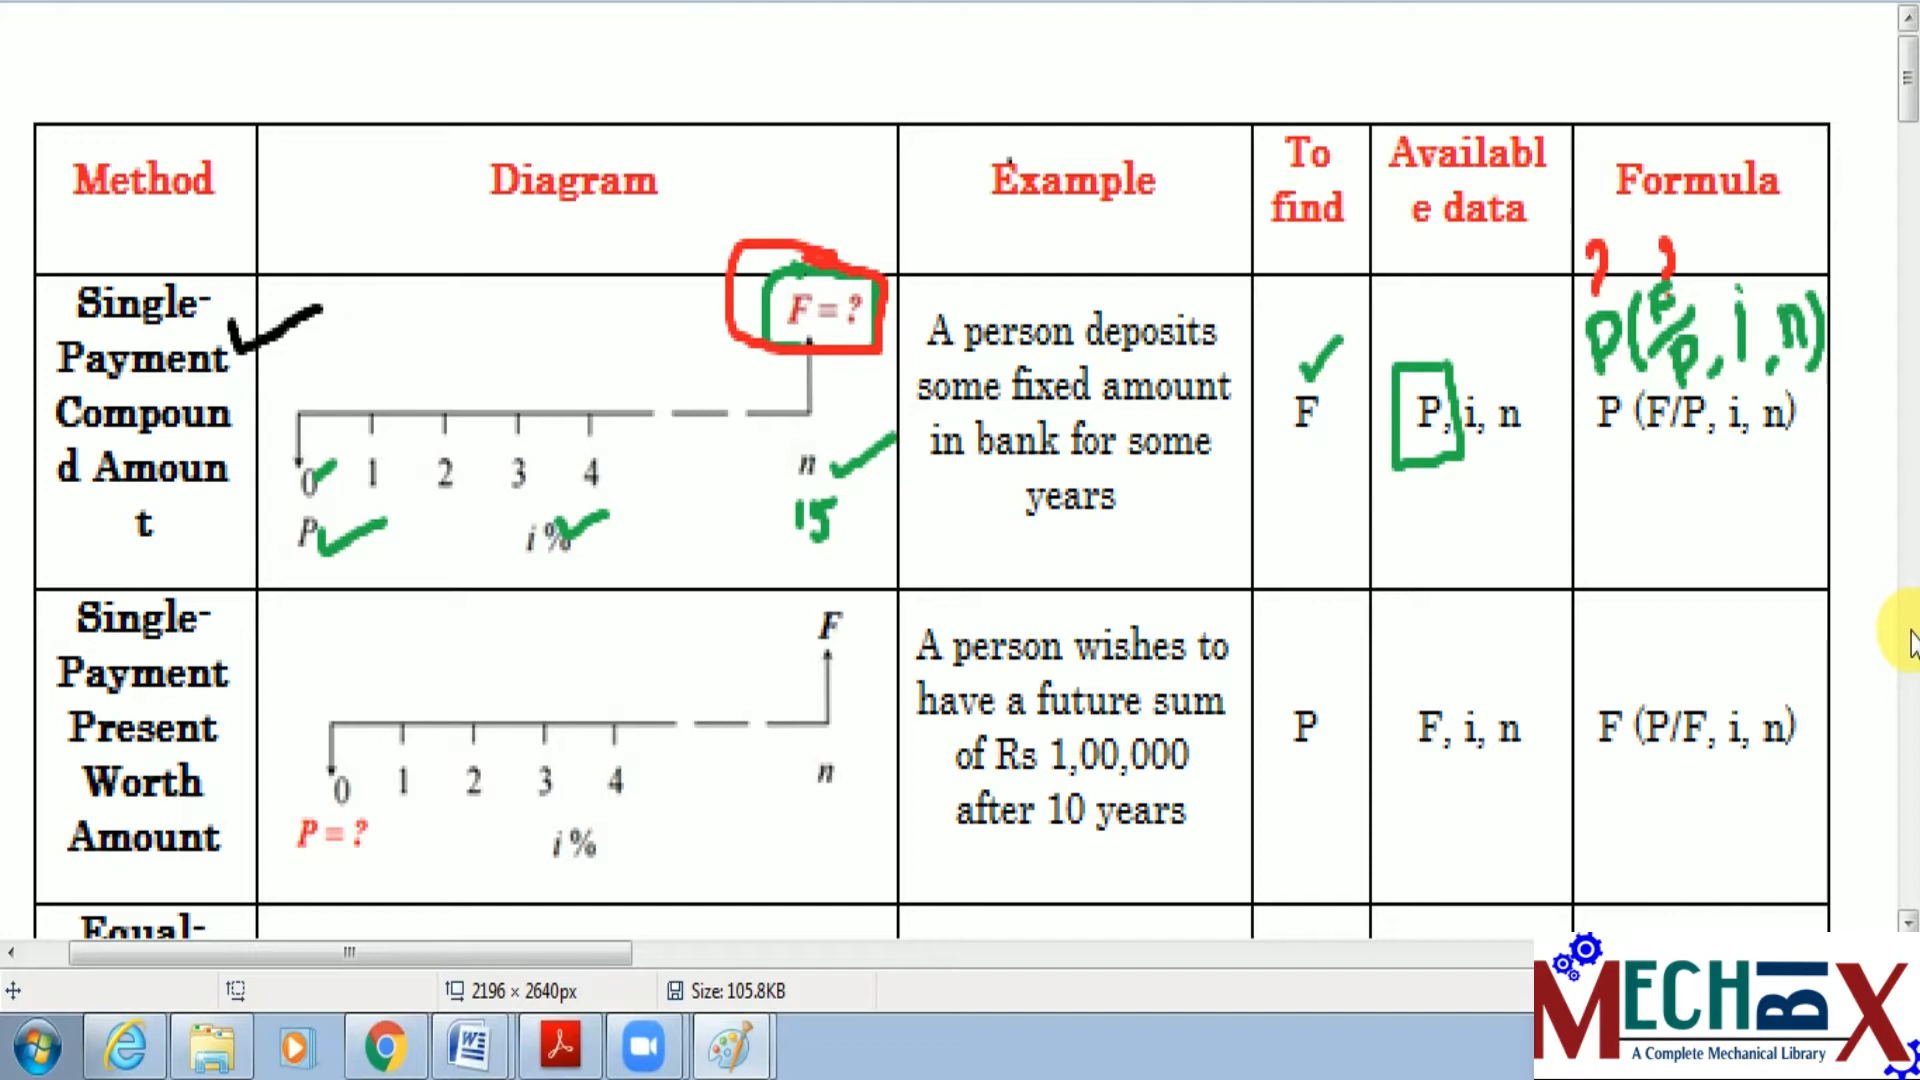 Method
Diagram
Example
To
find
Availabl
e data
Formula
? ?
Single-
Payment
Compoun
d Amoun
t
F = ?
0 1 2 3 4 n
P i % 15
A person deposits
some fixed amount
in bank for some
years
F
P, i, n
P(F/P, i, n)
P (F/P, i, n)
Single-
Payment
Present
Worth
Amount
F
0 1 2 3 4 n
P = ? i %
A person wishes to
have a future sum
of Rs 1,00,000
after 10 years
P
F, i, n
F (P/F, i, n)
Equal-
2196 × 2640px
Size: 105.8KB
MECHBIX
A Complete Mechanical Library